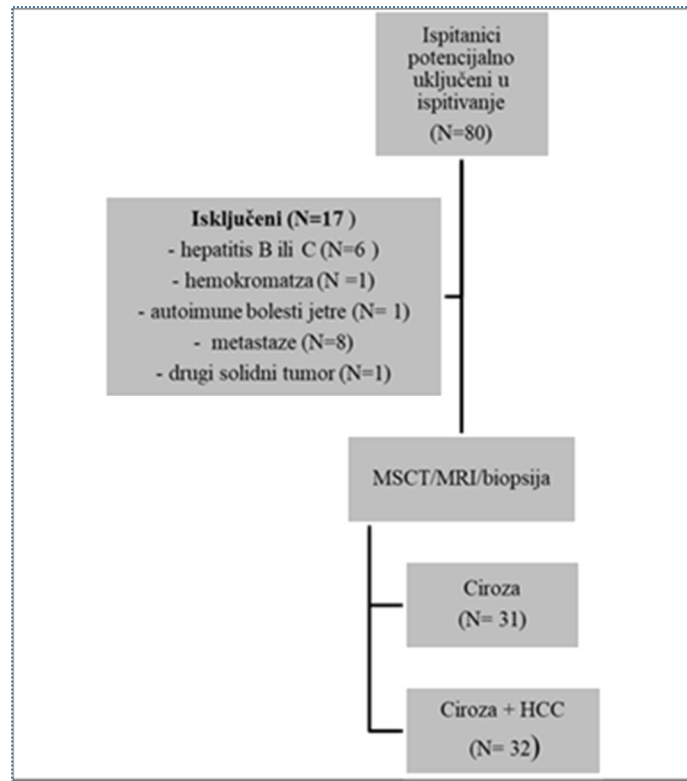 Ispitanici
potencijalno
uključeni u
ispitivanje
(N=80)
Isključeni (N=17 )
- hepatitis B ili C (N=6 )
- hemokromatza (N =1)
- autoimune bolesti jetre (N= 1)
- metastaze (N=8)
- drugi solidni tumor (N=1)
MSCT/MRI/biopsija
Ciroza
(N= 31)
Ciroza + HCC
(N= 32)